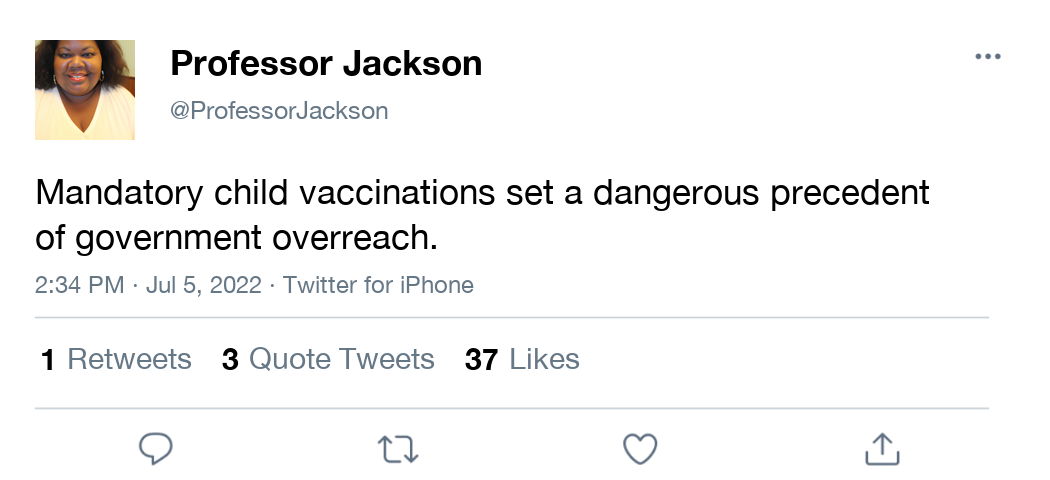 Professor Jackson
@ProfessorJackson
Mandatory child vaccinations set a dangerous precedent
of government overreach.
2:34 PM · Jul 5, 2022 · Twitter for iPhone
1 Retweets 3 Quote Tweets 37 Likes